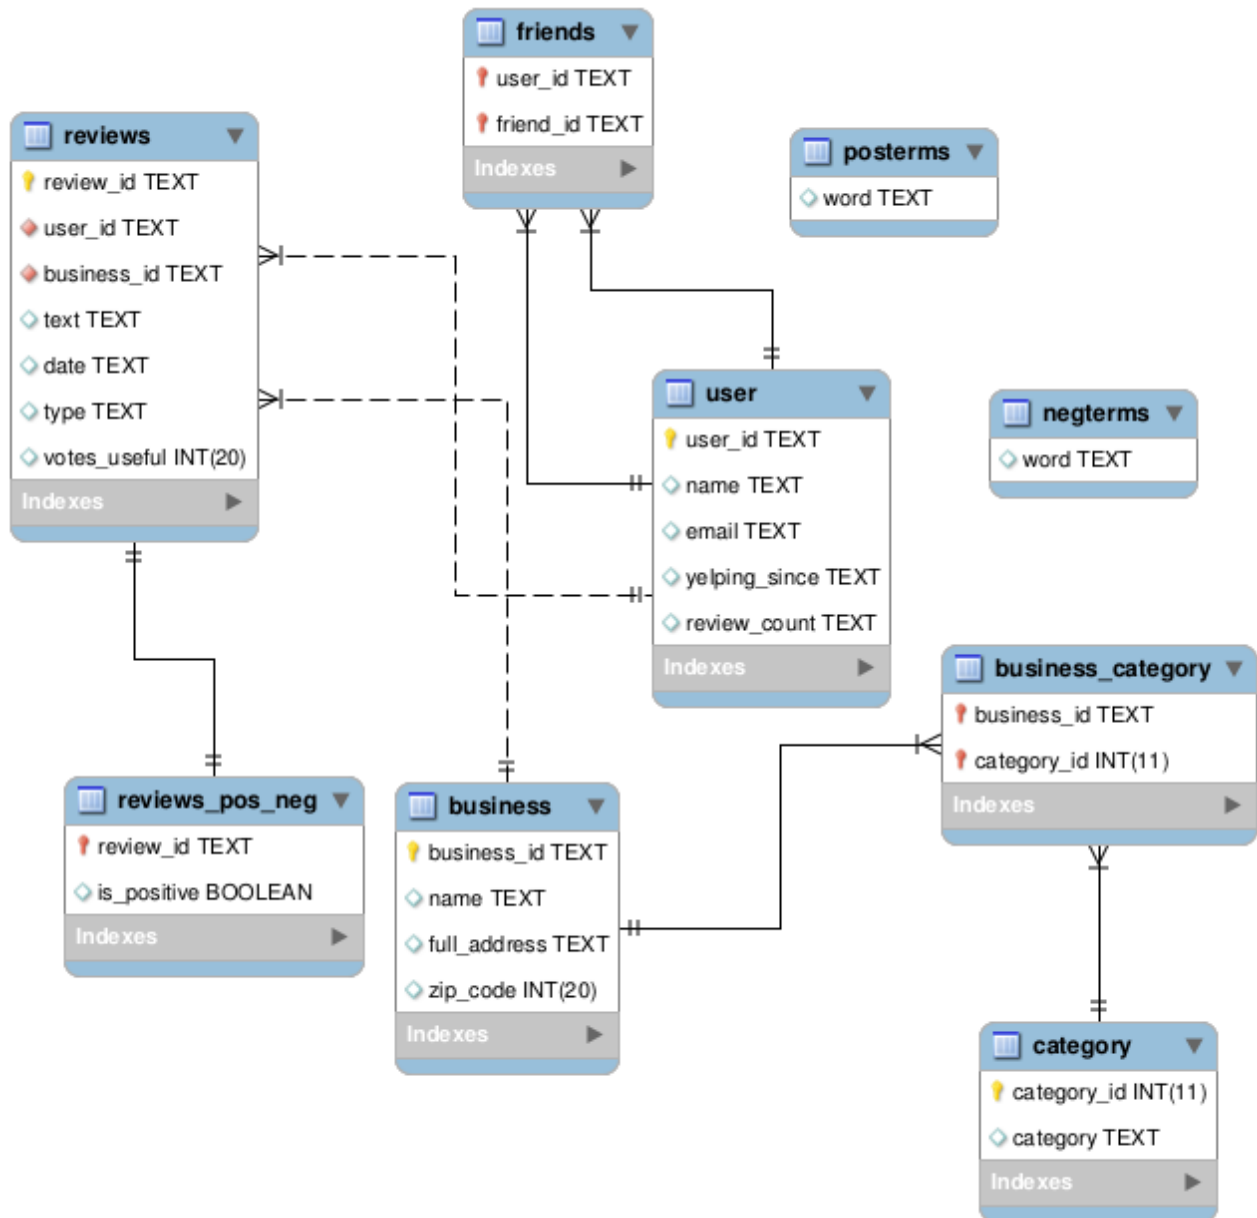 friends
user_id TEXT
friend_id TEXT
Indexes
reviews
review_id TEXT
user_id TEXT
business_id TEXT
text TEXT
date TEXT
type TEXT
votes_useful INT(20)
Indexes
posterms
word TEXT
user
user_id TEXT
name TEXT
email TEXT
yelping_since TEXT
review_count TEXT
Indexes
negterms
word TEXT
business_category
business_id TEXT
category_id INT(11)
Indexes
reviews_pos_neg
review_id TEXT
is_positive BOOLEAN
Indexes
business
business_id TEXT
name TEXT
full_address TEXT
zip_code INT(20)
Indexes
category
category_id INT(11)
category TEXT
Indexes